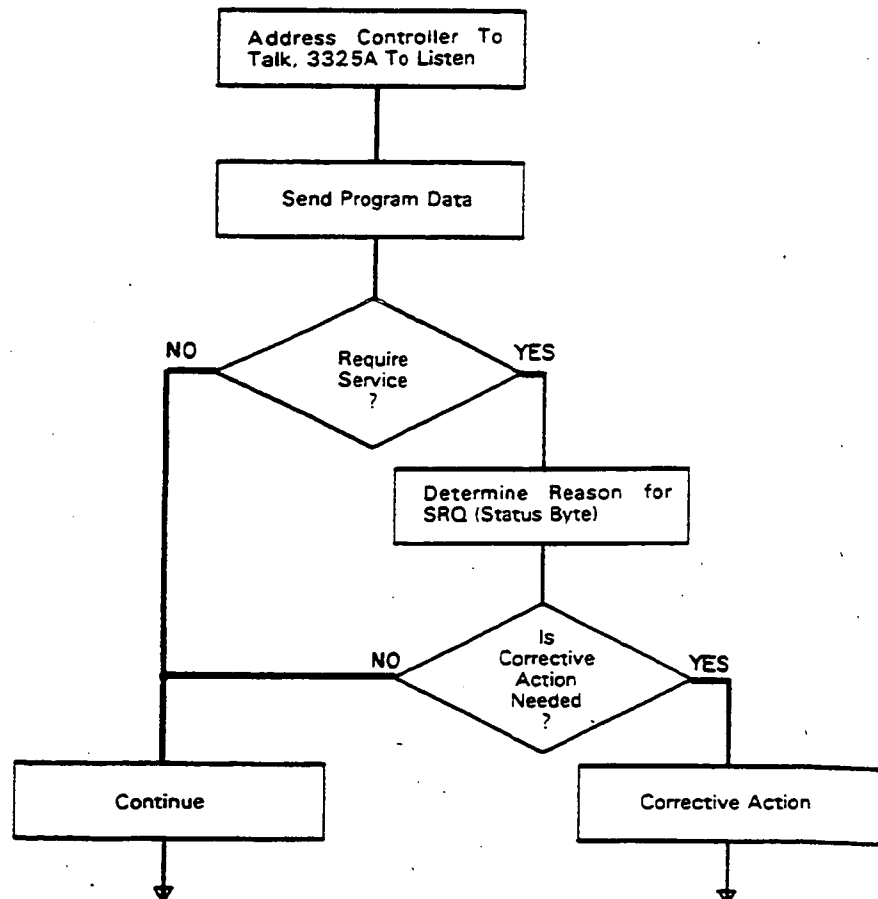 Address Controller To
Talk, 3325A To Listen
Send Program Data
NO
YES
Require
Service
?
Determine Reason for
SRQ (Status Byte)
NO
YES
Is
Corrective
Action
Needed
?
Continue
Corrective Action